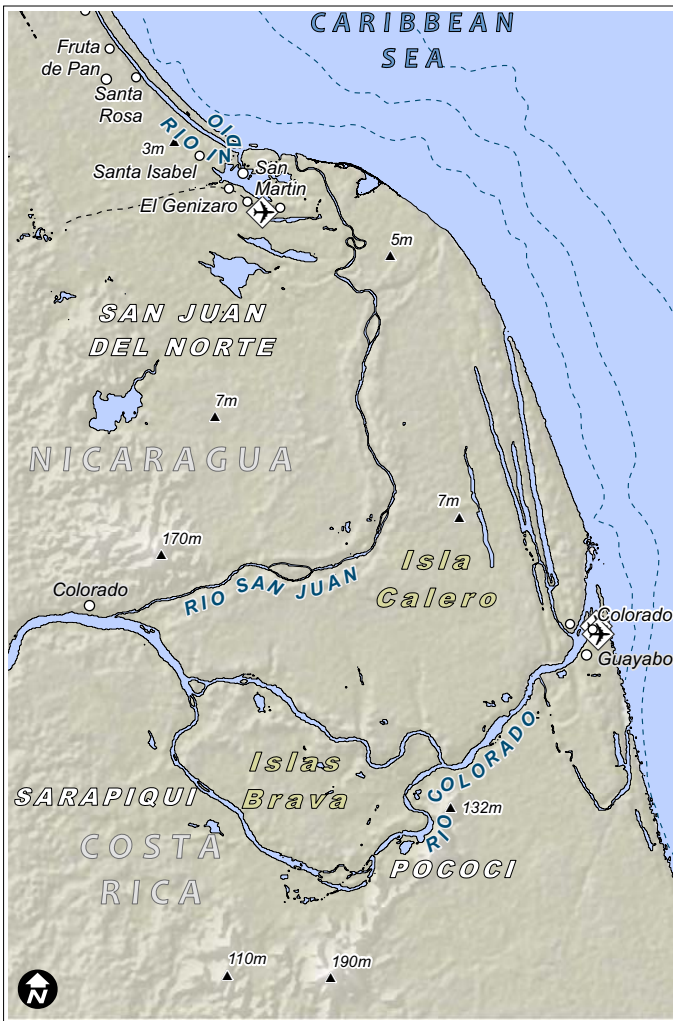 CARIBBEAN
SEA
Fruta
de Pan
Santa
Rosa
RIO INDIO
3m
Santa Isabel
San
Martin
El Genizaro
5m
SAN JUAN
DEL NORTE
7m
NICARAGUA
7m
170m
Isla
Calero
RIO SAN JUAN
Colorado
Colorado
Guayabo
RIO COLORADO
Islas
Brava
SARAPIQUI
132m
COSTA
RICA
POCOCI
110m
190m
N